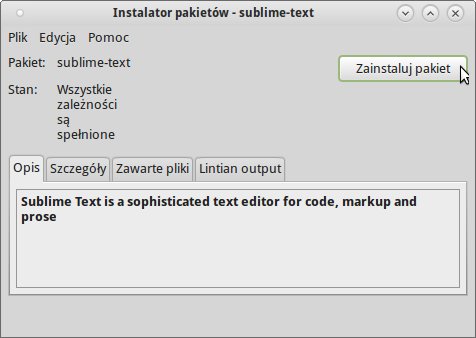 Instalator pakietów - sublime-text
Plik Edycja Pomoc
Pakiet: sublime-text
Zainstaluj pakiet
Stan: Wszystkie
zależności
są
spełnione
Opis Szczegóły Zawarte pliki Lintian output
Sublime Text is a sophisticated text editor for code, markup and
prose